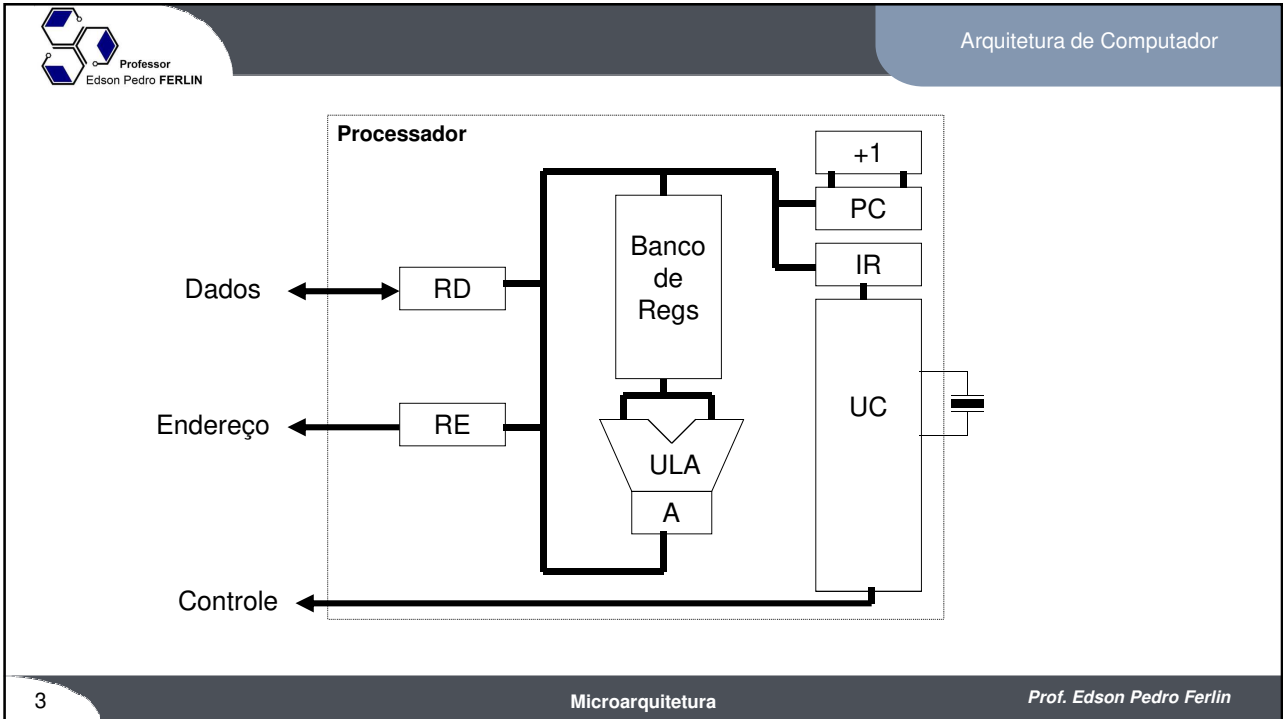 Professor
Edson Pedro FERLIN
Arquitetura de Computador
Processador
+1
PC
IR
Banco
de
Regs
Dados
RD
Endereço
RE
ULA
A
UC
Controle
3
Microarquitetura
Prof. Edson Pedro Ferlin